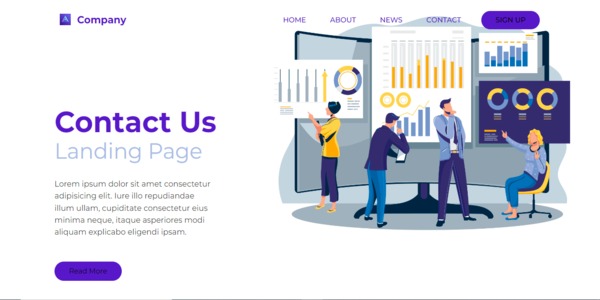 Company
HOME ABOUT NEWS CONTACT SIGN UP
Contact Us
Landing Page
Lorem ipsum dolor sit amet consectetur
adipisicing elit. Iure illo repudiandae
illum ullam, cupiditate consectetur eius
minima neque, itaque asperiores modi
aliquam explicabo eligendi ipsam.
Read More